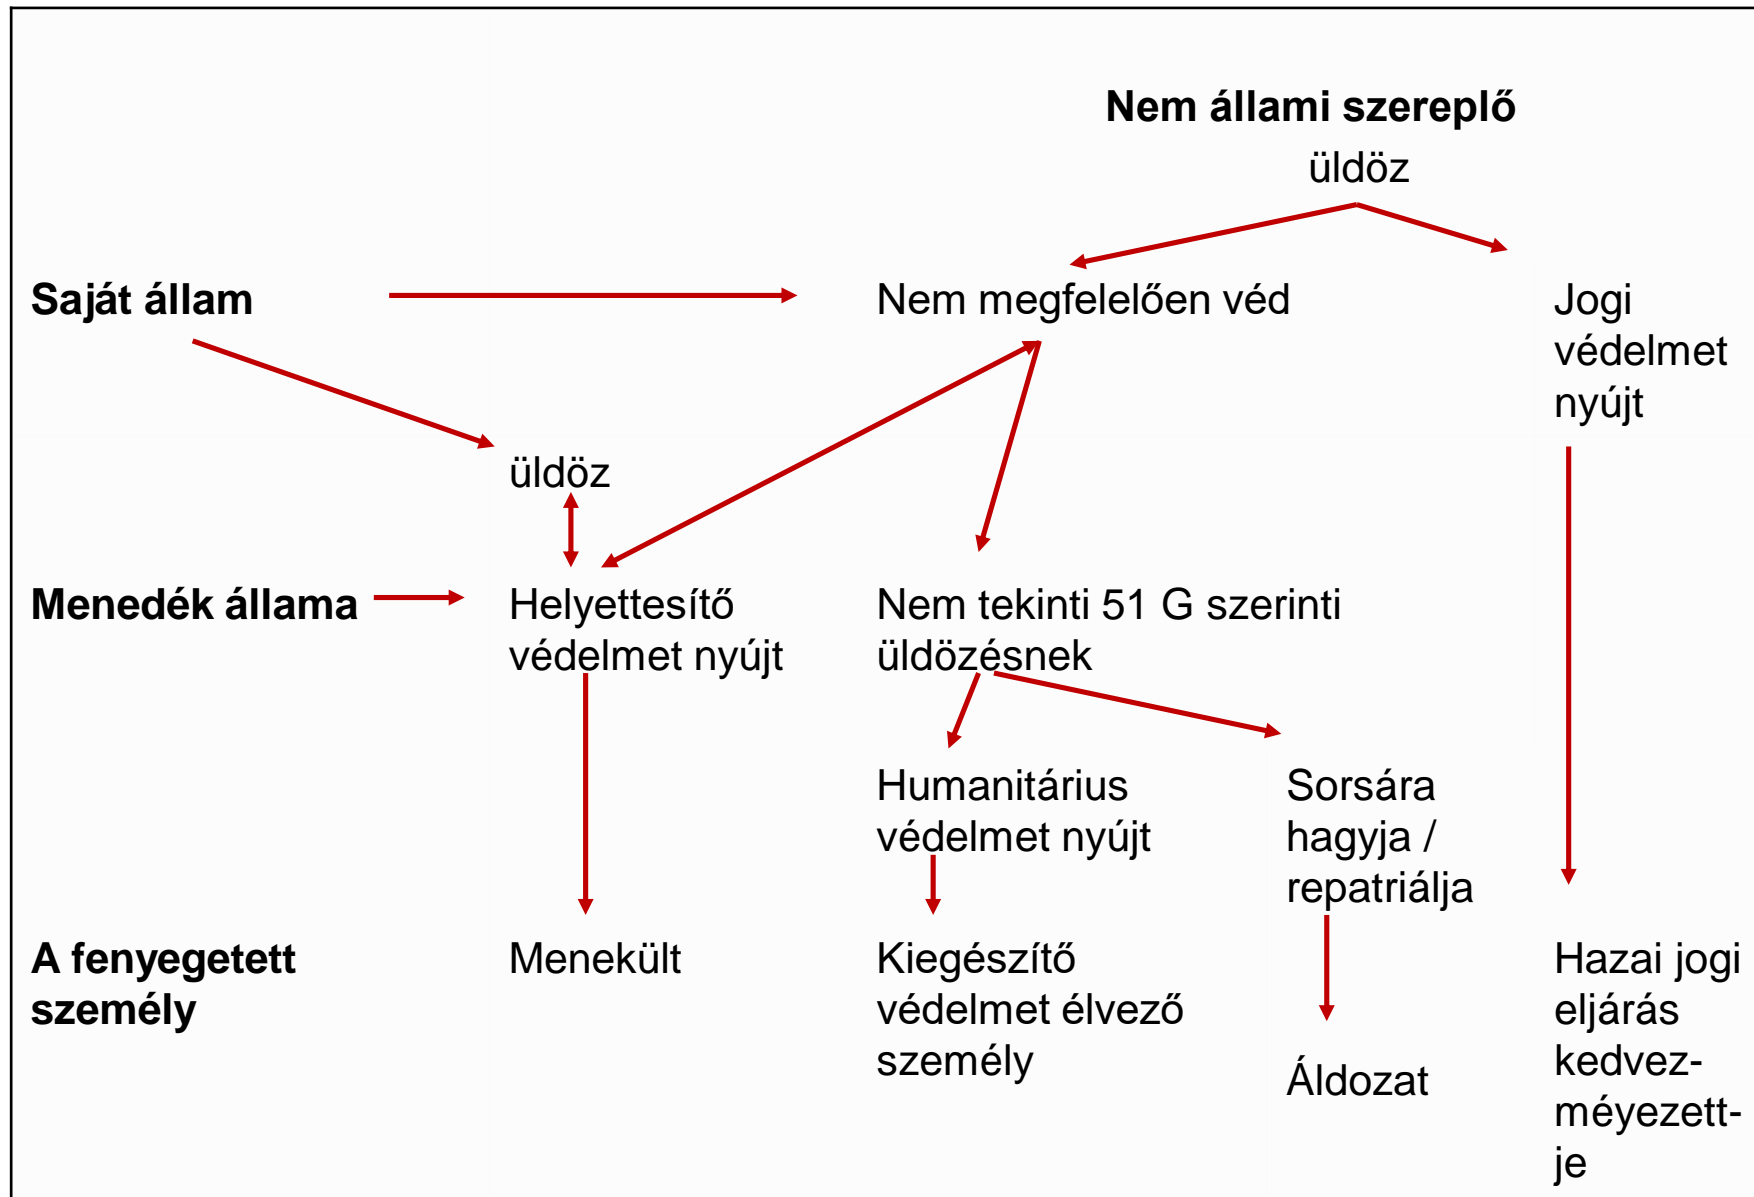 Nem állami szereplő
üldöz
Saját állam
Nem megfelelően véd
Jogi
védelmet
nyújt
üldöz
Menedék állama
Helyettesítő
védelmet nyújt
Nem tekinti 51 G szerinti
üldözésnek
Humanitárius
védelmet nyújt
Sorsára
hagyja /
repatriálja
A fenyegetett
személy
Menekült
Kiegészítő
védelmet élvező
személy
Áldozat
Hazai jogi
eljárás
kedvez-
méyezett-
je